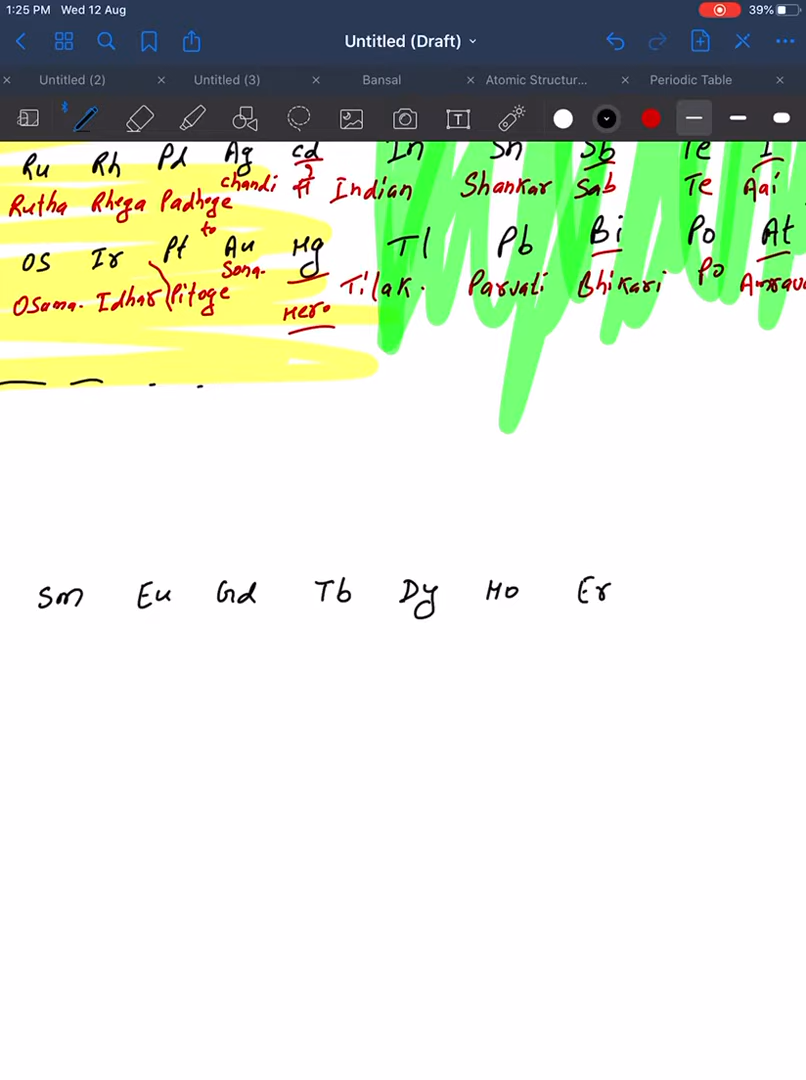 1:25 PM Wed 12 Aug 39%
Untitled (Draft)
Untitled (2) Untitled (3) Bansal Atomic Structur... Periodic Table
T
Ru Rh Pd Ag Cd In Sn Sb Te I
Rutha Rhega Padhoge to chandi Indian Shankar Sab Te Aai
Os Ir Pt Au Hg Tl Pb Bi Po At
Osama. Idhar Pitoge Sona. Hero Tilak. Parvati Bhikari Po Amrava
Sm Eu Gd Tb Dy Ho Er